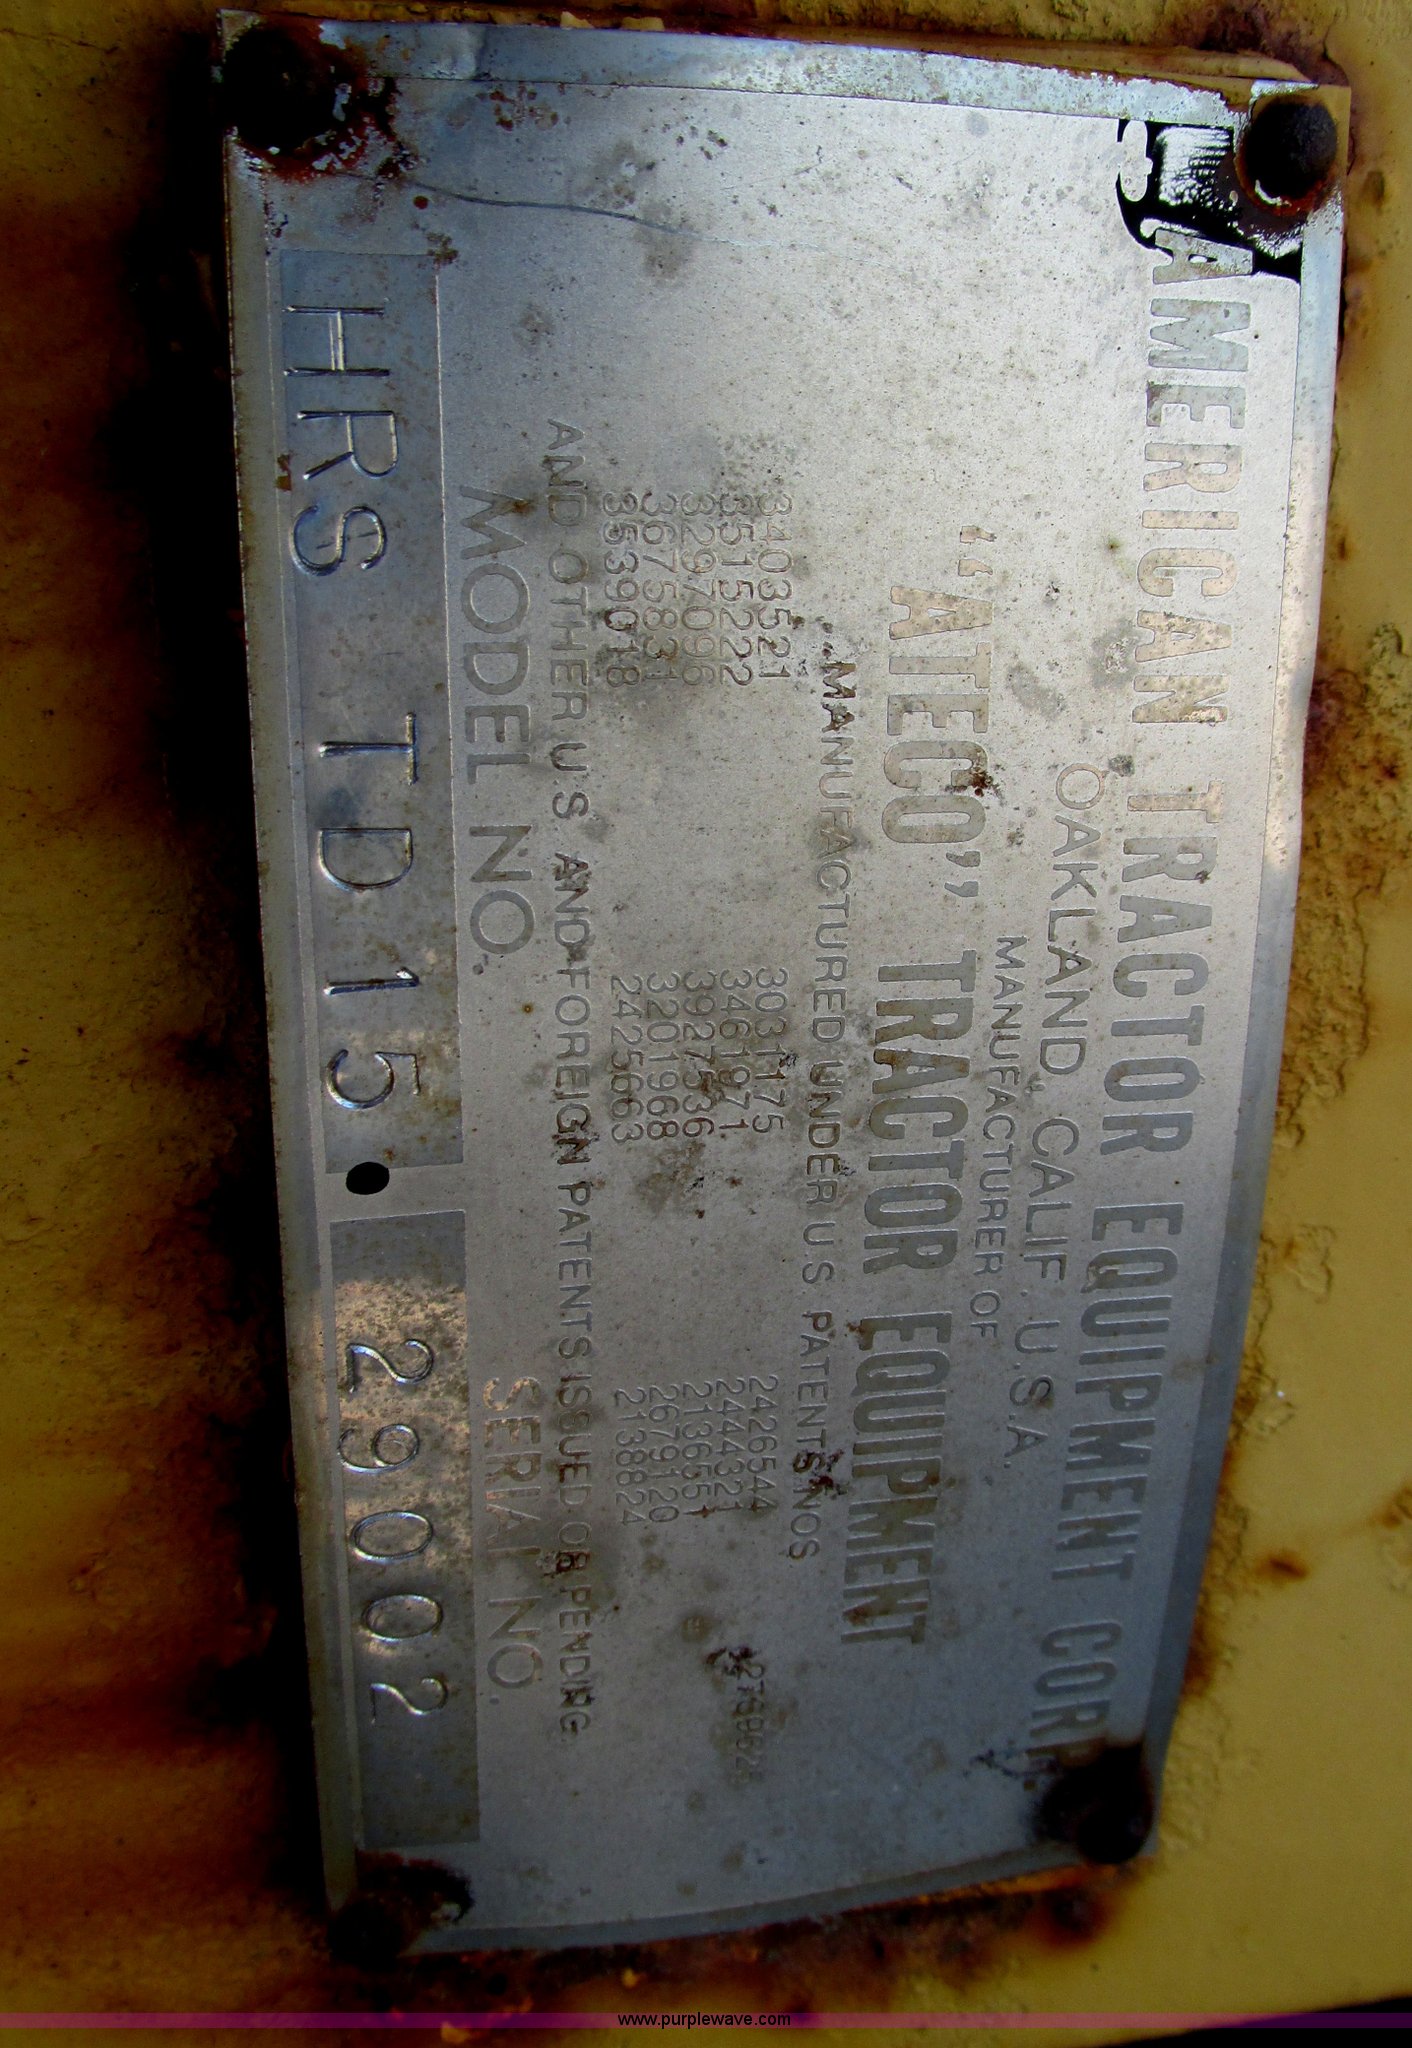 AMERICAN TRACTOR EQUIPMENT CORP
OAKLAND, CALIF. U.S.A.
MANUFACTURER OF
"ATECO" TRACTOR EQUIPMENT
MANUFACTURED UNDER U.S. PATENTS NOS
3403521 3031175 2426544
3515222 3461971 2444321
3297096 3927536 2136551
3675831 3201968 2679120
3539018 2425663 2138824
AND OTHER U.S. AND FOREIGN PATENTS ISSUED OR PENDING
MODEL NO. SERIAL NO.
HRS TD15 29002
www.purplewave.com